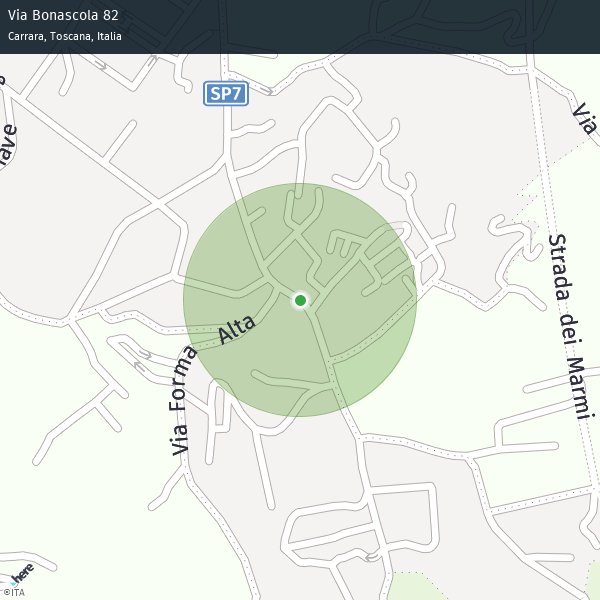 Via Bonascola 82
Carrara, Toscana, Italia
SP7
Via
Strada dei Marmi
Via Forma Alta
here
©ITA